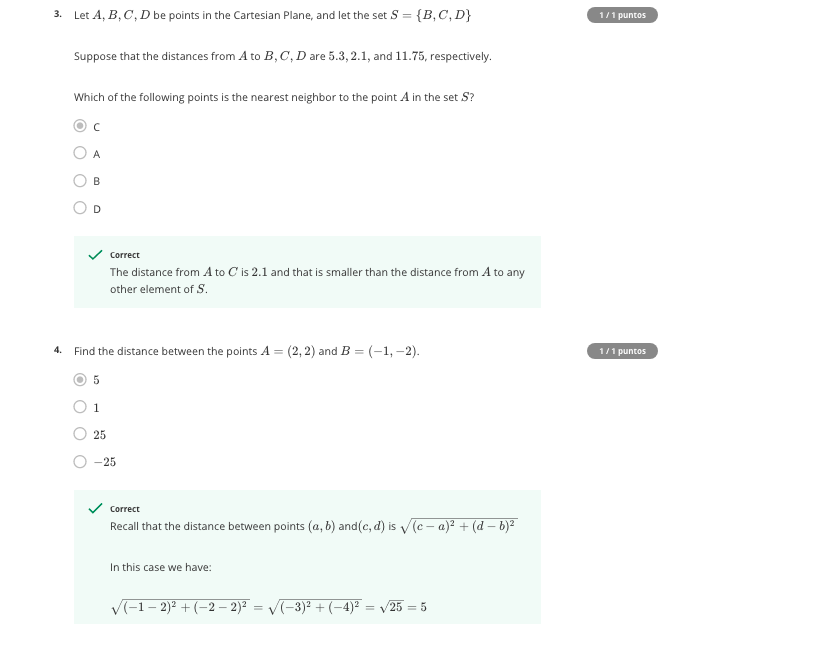 3. Let A, B, C, D be points in the Cartesian Plane, and let the set S = {B, C, D}
1 / 1 puntos
Suppose that the distances from A to B, C, D are 5.3, 2.1, and 11.75, respectively.
Which of the following points is the nearest neighbor to the point A in the set S?
C
A
B
D
Correct
The distance from A to C is 2.1 and that is smaller than the distance from A to any
other element of S.
4. Find the distance between the points A = (2, 2) and B = (−1, −2).
1 / 1 puntos
5
1
25
−25
Correct
Recall that the distance between points (a, b) and(c, d) is √(c − a)² + (d − b)²
In this case we have:
√(−1 − 2)² + (−2 − 2)² = √(−3)² + (−4)² = √25 = 5